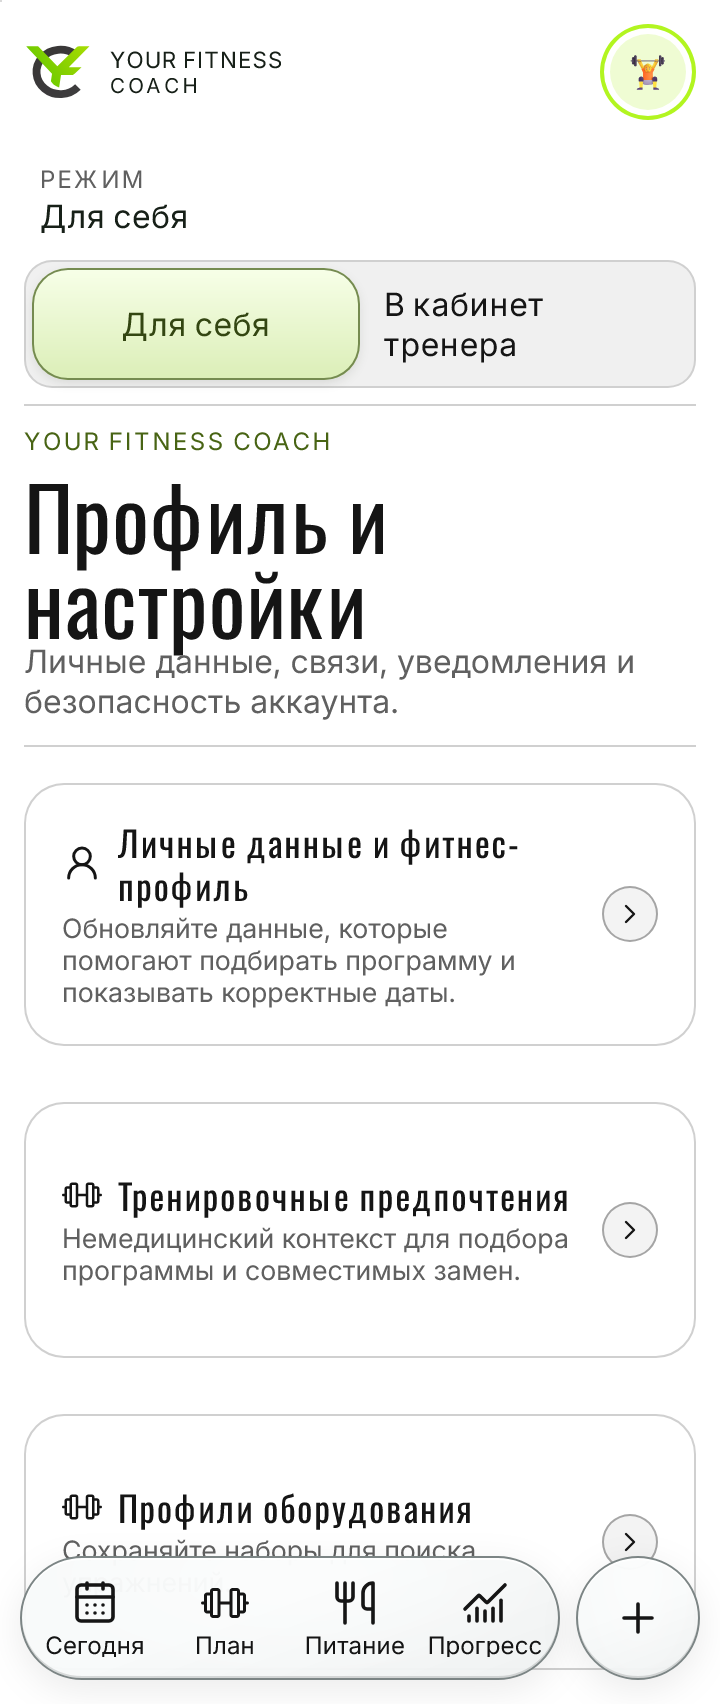 YOUR FITNESS
COACH
РЕЖИМ
Для себя
Для себя
В кабинет
тренера
YOUR FITNESS COACH
Профиль и
настройки
Личные данные, связи, уведомления и
безопасность аккаунта.
Личные данные и фитнес-
профиль
Обновляйте данные, которые
помогают подбирать программу и
показывать корректные даты.
Тренировочные предпочтения
Немедицинский контекст для подбора
программы и совместимых замен.
Профили оборудования
Сохраняйте наборы для поиска
Сегодня
План
Питание
Прогресс